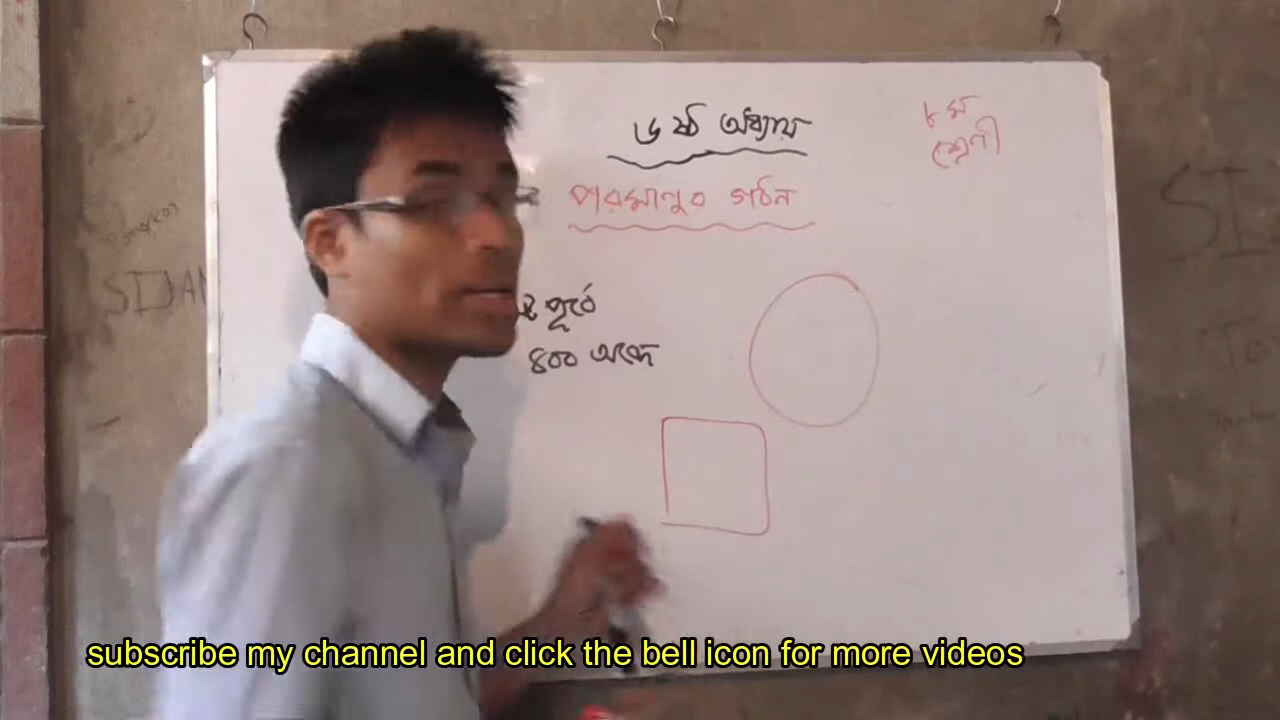 ৬ষ্ঠ অধ্যায়
৮ম
শ্রেণী
পরমানুর গঠন
পূর্বে
৪০০ অব্দে
subscribe my channel and click the bell icon for more videos